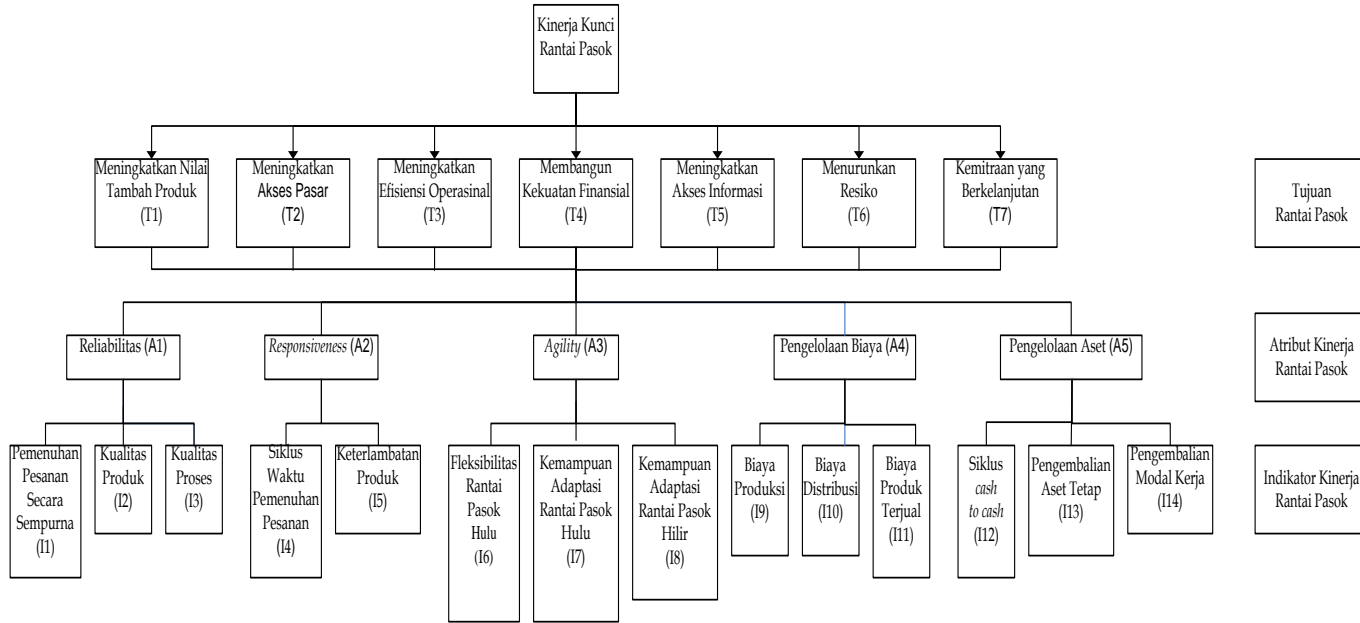 Kinerja Kunci
Rantai Pasok
Meningkatkan Nilai
Tambah Produk
(T1)
Meningkatkan
Akses Pasar
(T2)
Meningkatkan
Efisiensi Operasinal
(T3)
Membangun
Kekuatan Finansial
(T4)
Meningkatkan
Akses Informasi
(T5)
Menurunkan
Resiko
(T6)
Kemitraan yang
Berkelanjutan
(T7)
Tujuan
Rantai Pasok
Reliabilitas (A1)
Responsiveness (A2)
Agility (A3)
Pengelolaan Biaya (A4)
Pengelolaan Aset (A5)
Atribut Kinerja
Rantai Pasok
Pemenuhan
Pesanan
Secara
Sempurna
(I1)
Kualitas
Produk
(I2)
Kualitas
Proses
(I3)
Siklus
Waktu
Pemenuhan
Pesanan
(I4)
Keterlambatan
Produk
(I5)
Fleksibilitas
Rantai
Pasok
Hulu
(I6)
Kemampuan
Adaptasi
Rantai Pasok
Hulu
(I7)
Kemampuan
Adaptasi
Rantai Pasok
Hilir
(I8)
Biaya
Produksi
(I9)
Biaya
Distribusi
(I10)
Biaya
Produk
Terjual
(I11)
Siklus
cash
to cash
(I12)
Pengembalian
Aset Tetap
(I13)
Pengembalian
Modal Kerja
(I14)
Indikator Kinerja
Rantai Pasok